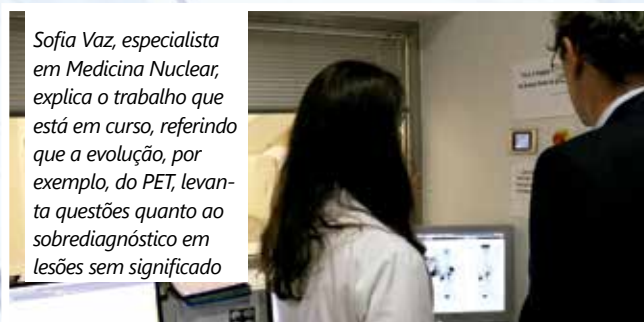 Sofia Vaz, especialista
em Medicina Nuclear,
explica o trabalho que
está em curso, referindo
que a evolução, por
exemplo, do PET, levan-
ta questões quanto ao
sobrediagnóstico em
lesões sem significado